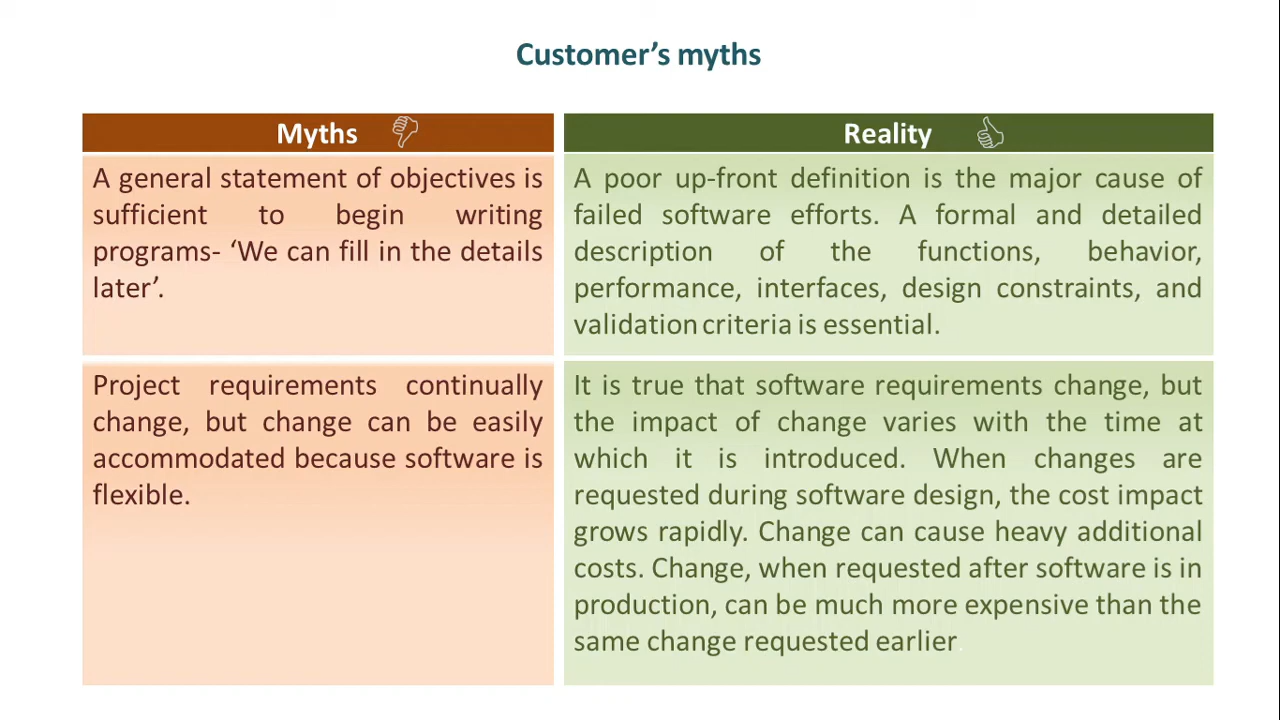 Customer’s myths
Myths
Reality
A general statement of objectives is
sufficient to begin writing
programs- ‘We can fill in the details
later’.
A poor up-front definition is the major cause of
failed software efforts. A formal and detailed
description of the functions, behavior,
performance, interfaces, design constraints, and
validation criteria is essential.
Project requirements continually
change, but change can be easily
accommodated because software is
flexible.
It is true that software requirements change, but
the impact of change varies with the time at
which it is introduced. When changes are
requested during software design, the cost impact
grows rapidly. Change can cause heavy additional
costs. Change, when requested after software is in
production, can be much more expensive than the
same change requested earlier.